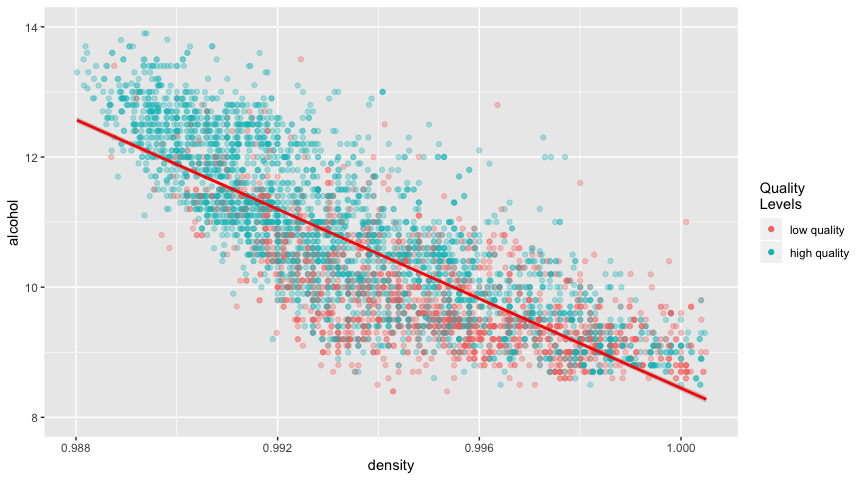 14
12
10
8
alcohol
0.988
0.992
0.996
1.000
density
Quality
Levels
low quality
high quality